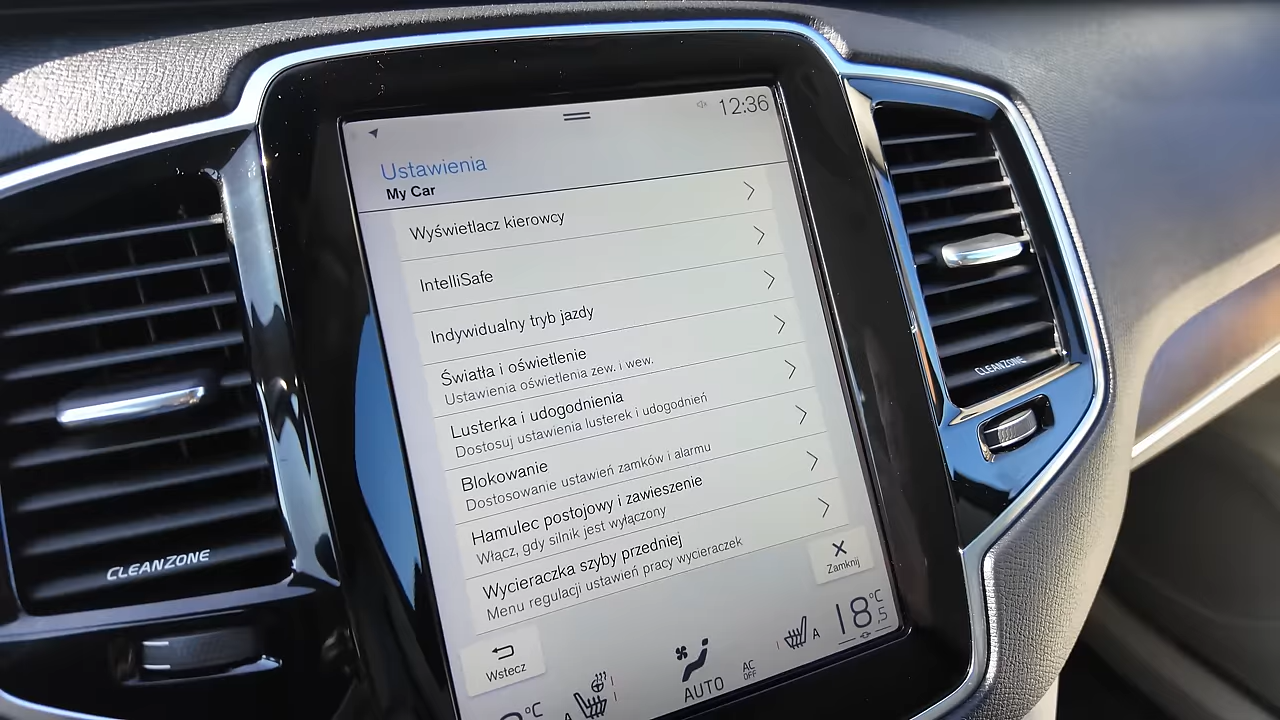 12:36
Ustawienia
My Car
Wyświetlacz kierowcy
IntelliSafe
Indywidualny tryb jazdy
Światła i oświetlenie
Ustawienia oświetlenia zew. i wew.
Lusterka i udogodnienia
Dostosuj ustawienia lusterek i udogodnień
Blokowanie
Dostosowanie ustawień zamków i alarmu
Hamulec postojowy i zawieszenie
Włącz, gdy silnik jest wyłączony
Wycieraczka szyby przedniej
Menu regulacji ustawień pracy wycieraczek
Zamknij
Wstecz
°C
A
AUTO
AC
OFF
A
18.5°C
CLEANZONE
CLEANZONE